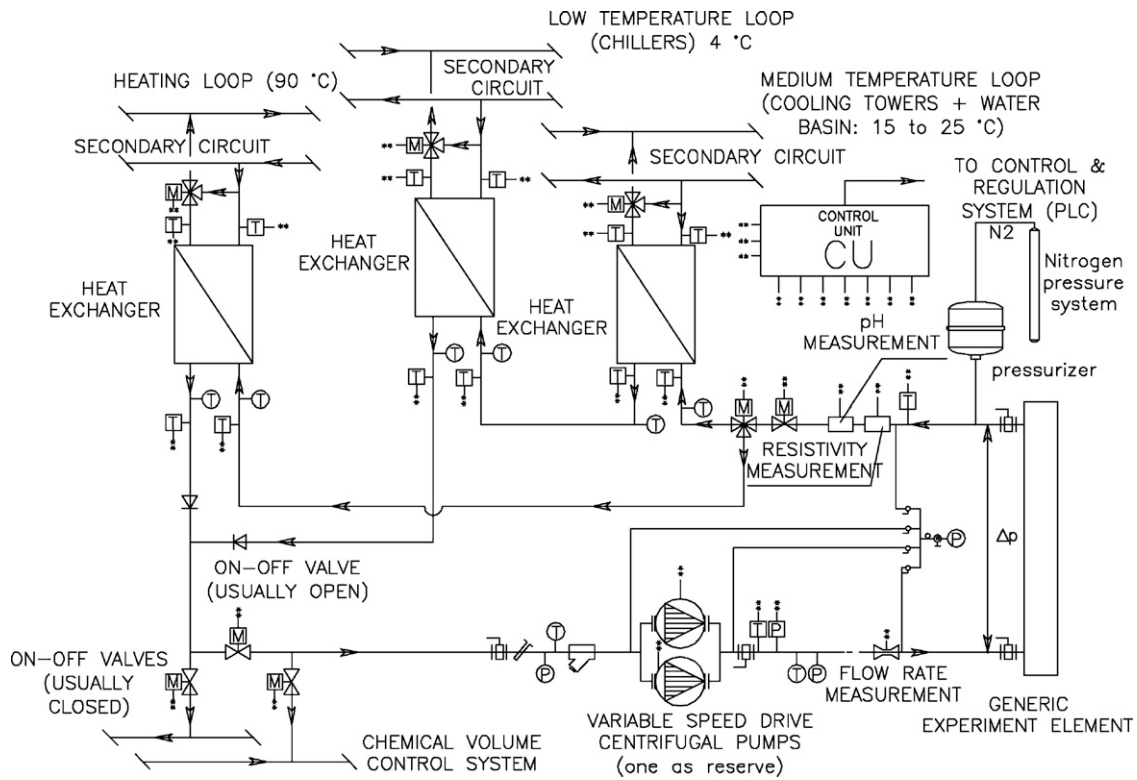 LOW TEMPERATURE LOOP
(CHILLERS) 4 °C
SECONDARY
CIRCUIT
HEATING LOOP (90 °C)
SECONDARY CIRCUIT
MEDIUM TEMPERATURE LOOP
(COOLING TOWERS + WATER
BASIN: 15 to 25 °C)
SECONDARY CIRCUIT
TO CONTROL &
REGULATION
SYSTEM (PLC)
N2
CONTROL
UNIT
CU
Nitrogen
pressure
system
M
**
M
**
M
**
T
**
T
**
T
**
T
**
T
**
T
**
**
**
**
**
**
**
**
**
**
**
HEAT
EXCHANGER
HEAT
EXCHANGER
HEAT
EXCHANGER
pH
MEASUREMENT
pressurizer
T
T
T
T
T
T
T
**
T
**
T
**
T
**
T
**
T
**
M
**
M
**
**
**
T
**
RESISTIVITY
MEASUREMENT
Δp
P
ON-OFF VALVE
(USUALLY OPEN)
ON-OFF VALVES
(USUALLY
CLOSED)
M
**
M
**
M
**
T
P
**
**
T
**
P
**
T
P
**
FLOW RATE
MEASUREMENT
GENERIC
EXPERIMENT ELEMENT
VARIABLE SPEED DRIVE
CENTRIFUGAL PUMPS
(one as reserve)
CHEMICAL VOLUME
CONTROL SYSTEM